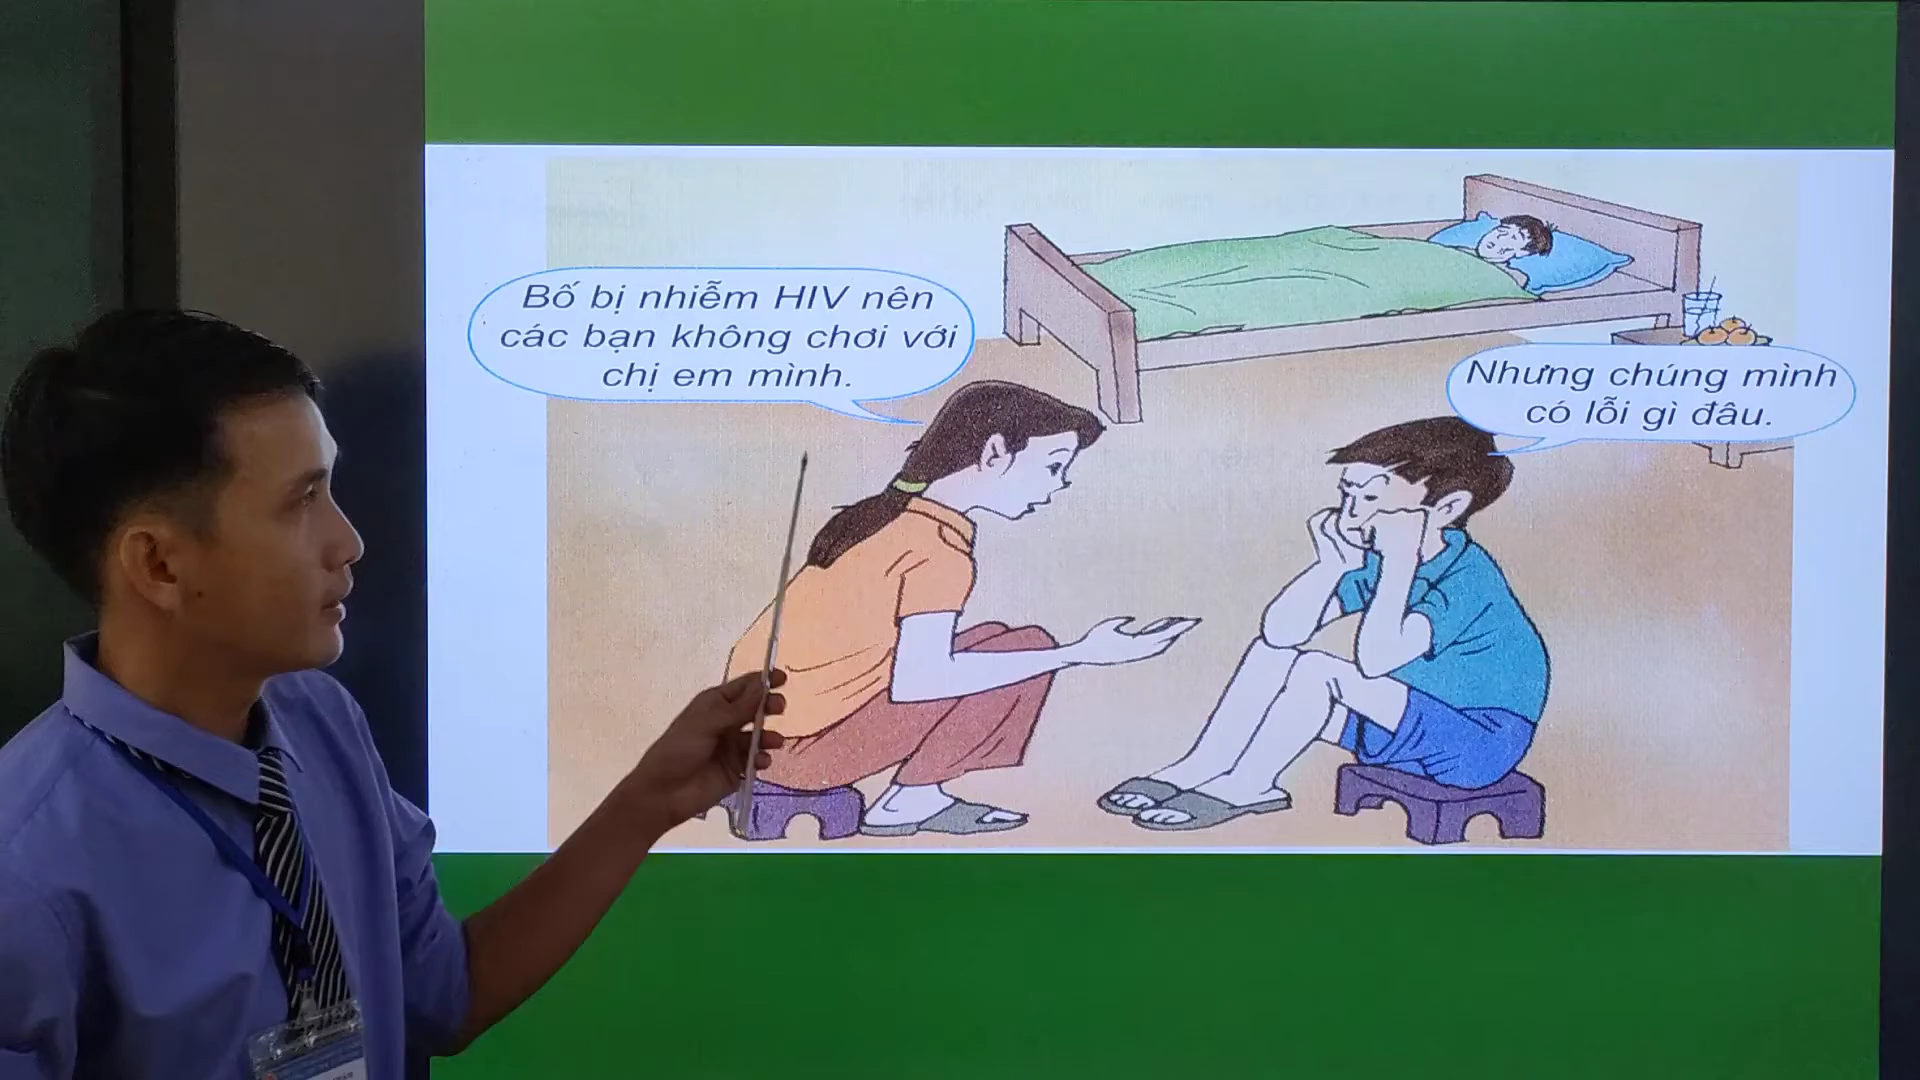 Bố bị nhiễm HIV nên
các bạn không chơi với
chị em mình.
Nhưng chúng mình
có lỗi gì đâu.